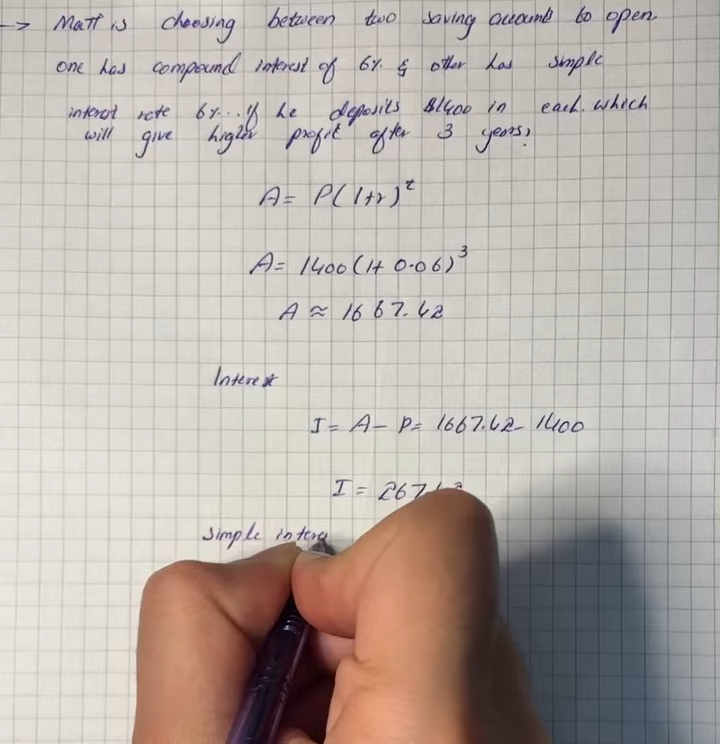 → Matt is choosing between two saving accounts to open
one has compound interest of 6% & other has simple
interest rate 6%... If he deposits $1400 in each. which
will give higher profit after 3 years?
A = P(1+r)^t
A = 1400(1+ 0.06)^3
A ≈ 1667.42
Interest
I = A - P = 1667.42 - 1400
I = 267.42
Simple intere